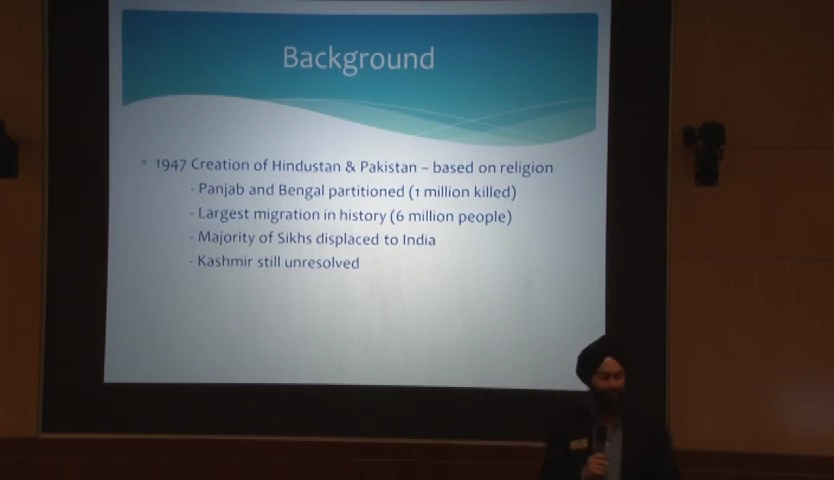 Background
* 1947 Creation of Hindustan & Pakistan – based on religion
- Panjab and Bengal partitioned (1 million killed)
- Largest migration in history (6 million people)
- Majority of Sikhs displaced to India
- Kashmir still unresolved